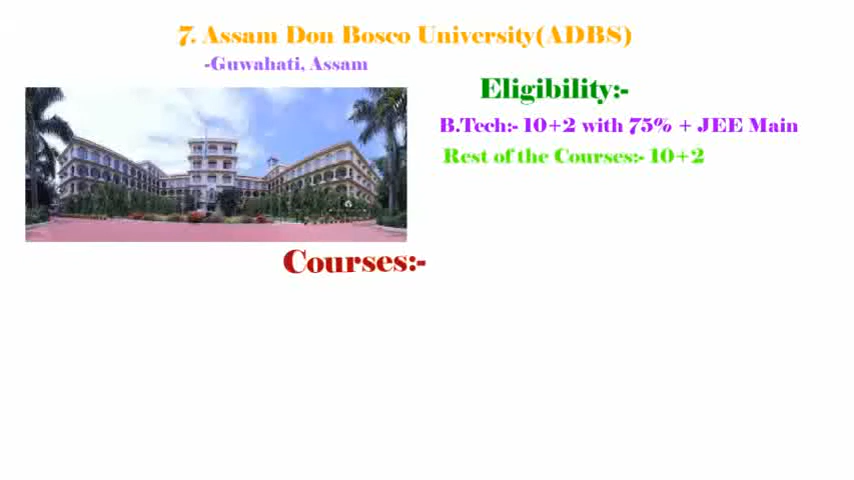 7. Assam Don Bosco University(ADBS)
-Guwahati, Assam
Eligibility:-
B.Tech:- 10+2 with 75% + JEE Main
Rest of the Courses:- 10+2
Courses:-